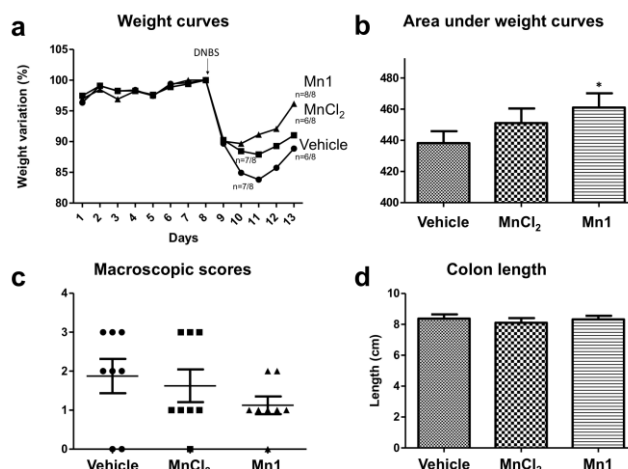 a
Weight curves
Weight variation (%)
105
100
95
90
85
80
DNBS
Mn1
n=8/8
MnCl₂
n=6/8
Vehicle
n=6/8
n=7/8
n=7/8
1 2 3 4 5 6 7 8 9 10 11 12 13
Days
b
Area under weight curves
480
460
440
420
400
*
Vehicle MnCl₂ Mn1
c
Macroscopic scores
4
3
2
1
0
Vehicle MnCl₂ Mn1
d
Colon length
Length (cm)
10
8
6
4
2
0
Vehicle MnCl₂ Mn1